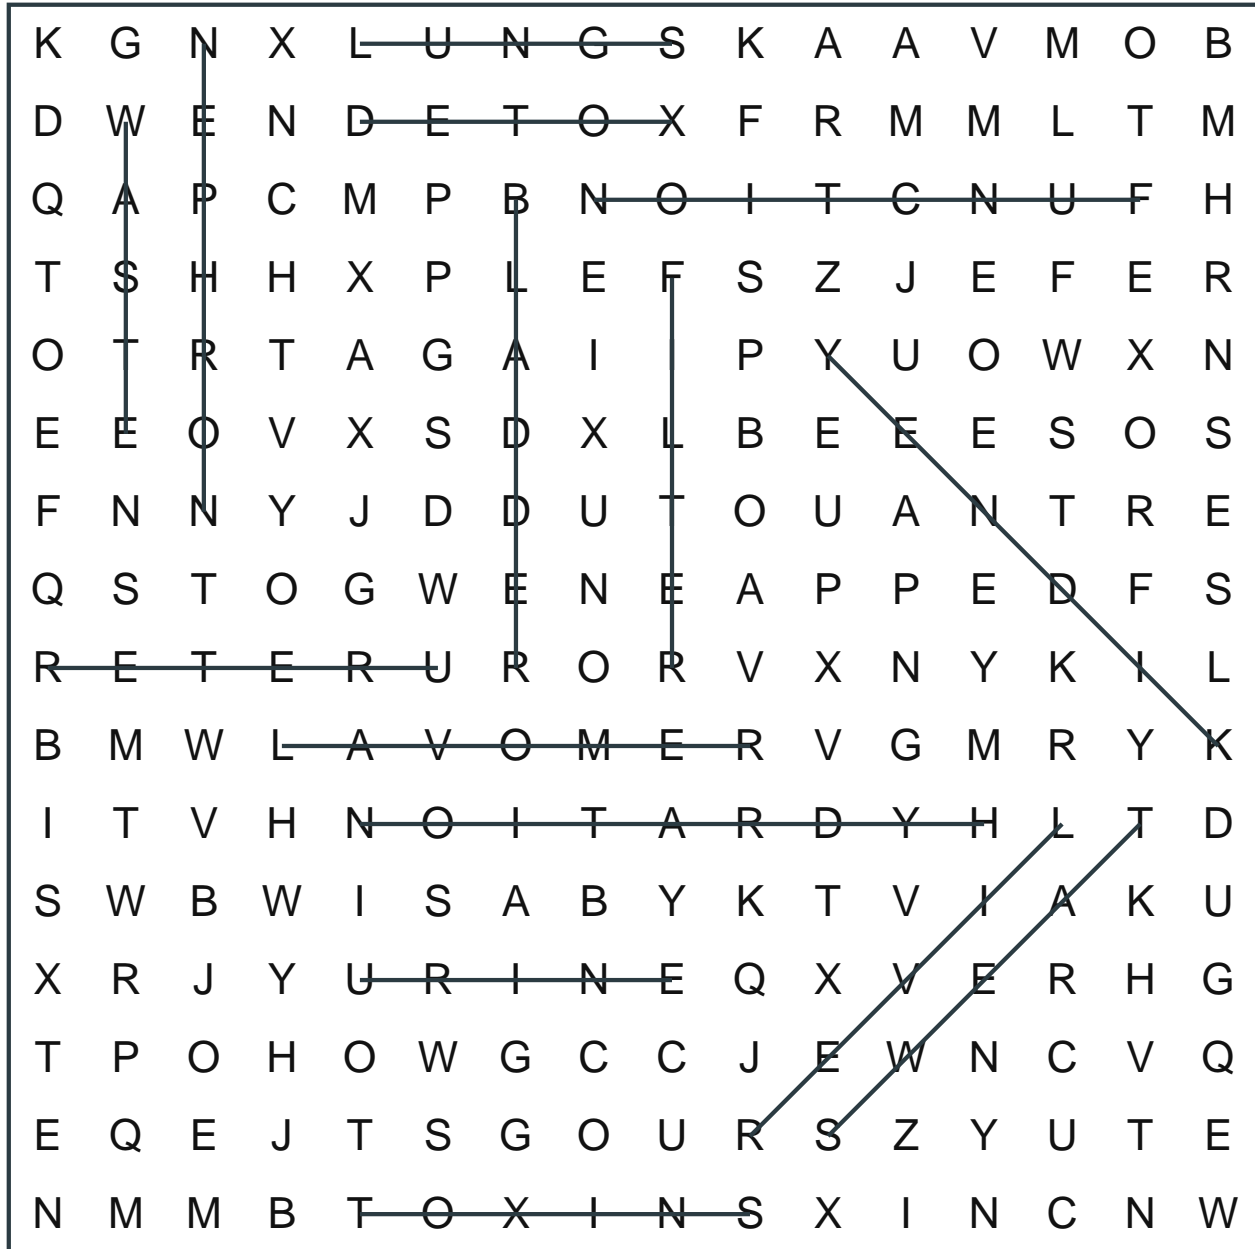 K G N X L U N G S K A A V M O B
D W E N D E T O X F R M M L T M
Q A P C M P B N O I T C N U F H
T S H H X P L E F S Z J E F E R
O T R T A G A I I P Y U O W X N
E E O V X S D X L B E E E S O S
F N N Y J D D U T O U A N T R E
Q S T O G W E N E A P P E D F S
R E T E R U R O R V X N Y K I L
B M W L A V O M E R V G M R Y K
I T V H N O I T A R D Y H L T D
S W B W I S A B Y K T V I A K U
X R J Y U R I N E Q X V E R H G
T P O H O W G C C J E W N C V Q
E Q E J T S G O U R S Z Y U T E
N M M B T O X I N S X I N C N W